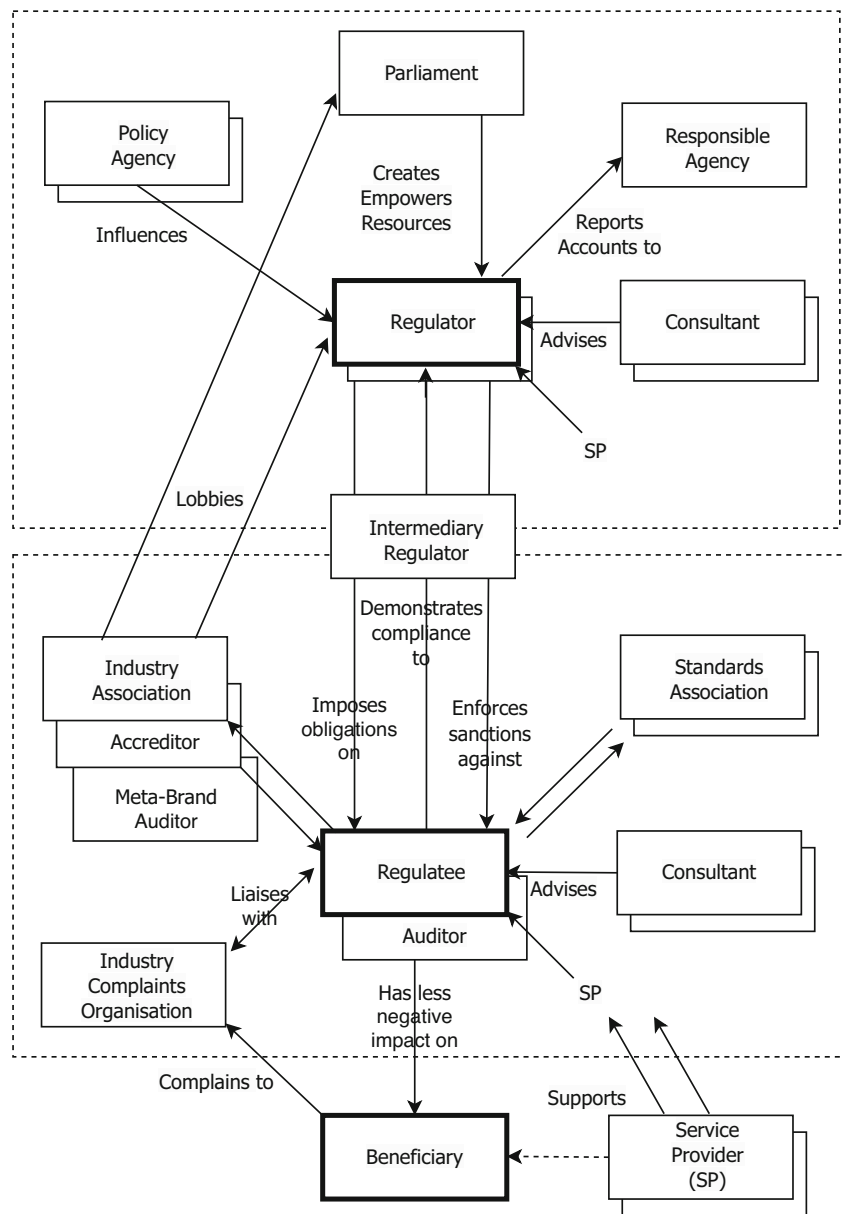 Parliament
Policy
Agency
Responsible
Agency
Creates
Empowers
Resources
Influences
Reports
Accounts to
Regulator
Advises
Consultant
SP
Lobbies
Intermediary
Regulator
Demonstrates
compliance
to
Industry
Association
Standards
Association
Accreditor
Imposes
obligations
on
Enforces
sanctions
against
Meta-Brand
Auditor
Regulatee
Advises
Consultant
Liaises
with
Auditor
Industry
Complaints
Organisation
SP
Has less
negative
impact on
Complains to
Supports
Beneficiary
Service
Provider
(SP)